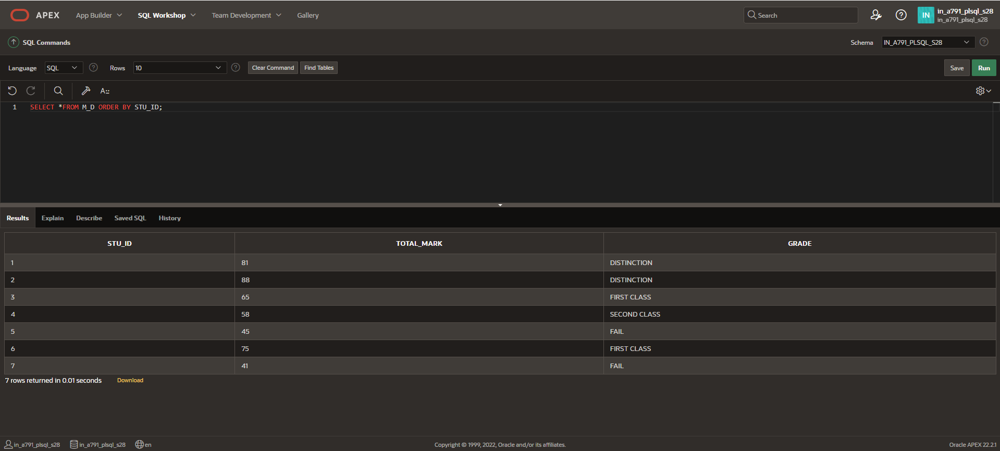 APEX App Builder SQL Workshop Team Development Gallery Search IN in_a791_plsql_s28
in_a791_plsql_s28
SQL Commands Schema IN_A791_PLSQL_S28
Language SQL Rows 10 Clear Command Find Tables Save Run
A::
1 SELECT *FROM M_D ORDER BY STU_ID;
Results Explain Describe Saved SQL History
STU_ID TOTAL_MARK GRADE
1 81 DISTINCTION
2 88 DISTINCTION
3 65 FIRST CLASS
4 58 SECOND CLASS
5 45 FAIL
6 75 FIRST CLASS
7 41 FAIL
7 rows returned in 0.01 seconds Download
in_a791_plsql_s28 in_a791_plsql_s28 en Copyright © 1999, 2022, Oracle and/or its affiliates. Oracle APEX 22.2.1